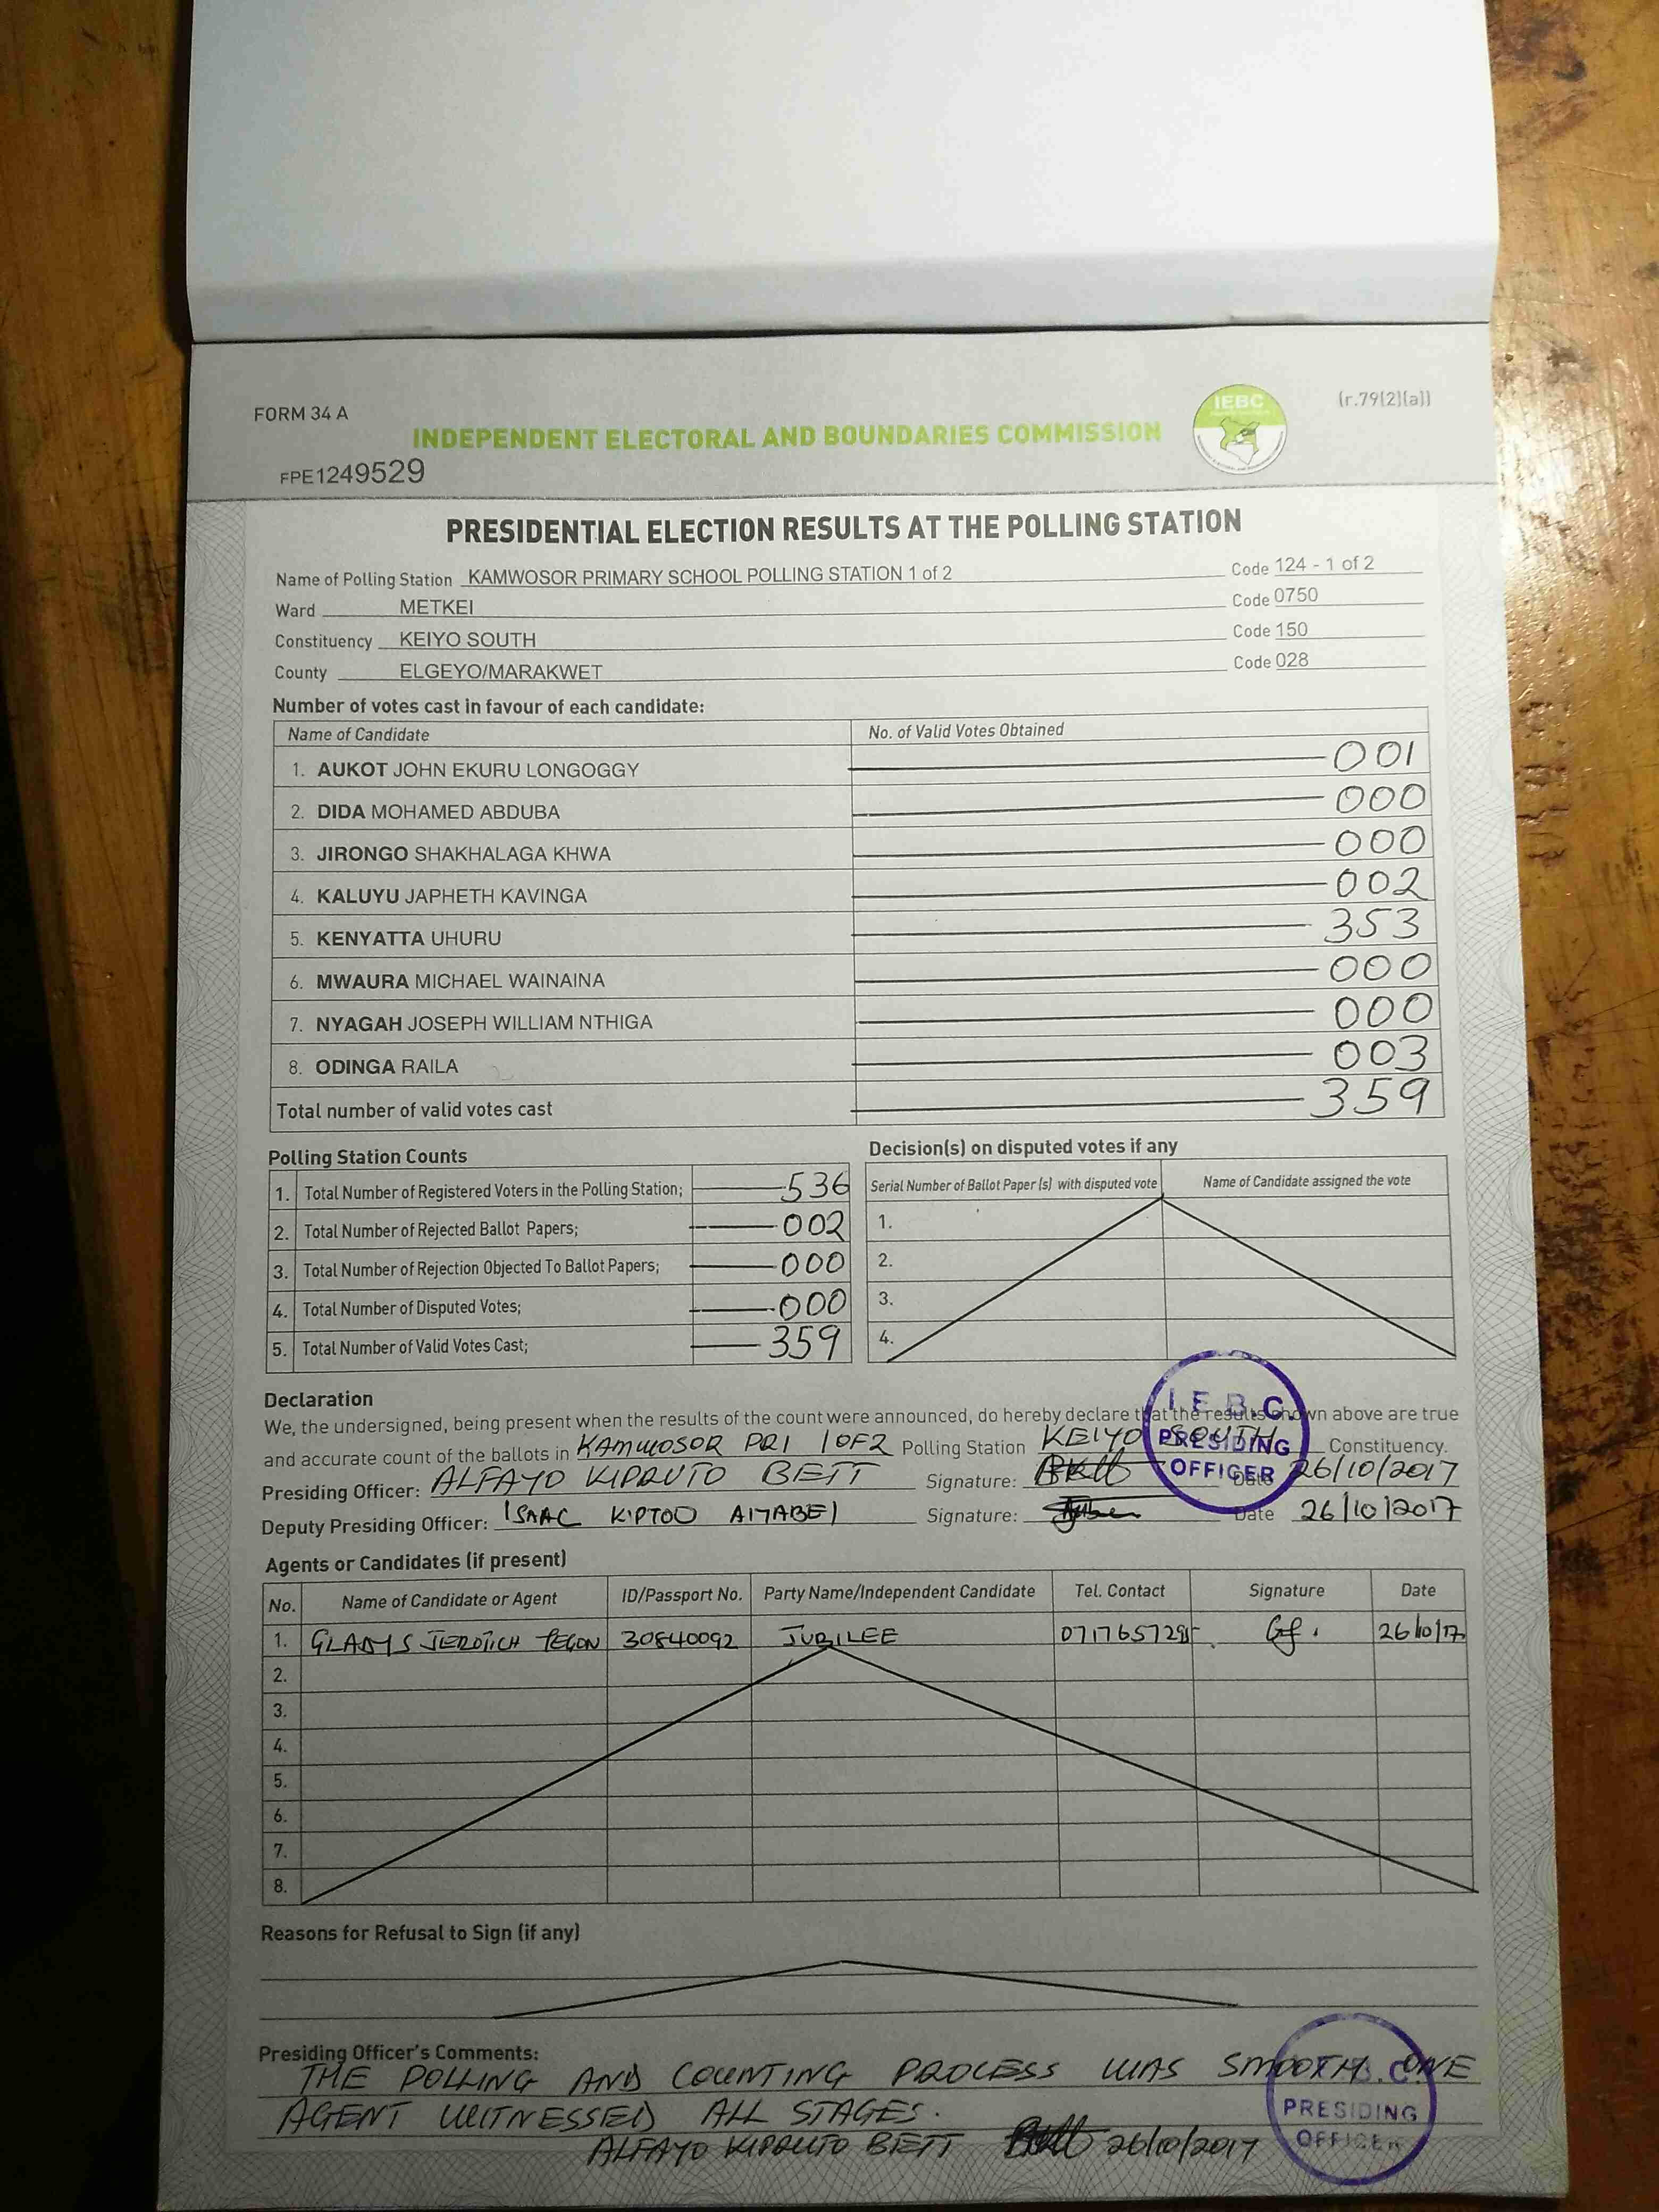 FORM 34 A
(r.79(2)(a))
IEBC
INDEPENDENT ELECTORAL AND BOUNDARIES COMMISSION
FPE1249529
PRESIDENTIAL ELECTION RESULTS AT THE POLLING STATION
Name of Polling Station KAMWOSOR PRIMARY SCHOOL POLLING STATION 1 of 2 Code 124 - 1 of 2
Ward METKEI Code 0750
Constituency KEIYO SOUTH Code 150
County ELGEYO/MARAKWET Code 028
Number of votes cast in favour of each candidate:
Name of Candidate No. of Valid Votes Obtained
1. AUKOT JOHN EKURU LONGOGGY 001
2. DIDA MOHAMED ABDUBA 000
3. JIRONGO SHAKHALAGA KHWA 000
4. KALUYU JAPHETH KAVINGA 002
5. KENYATTA UHURU 353
6. MWAURA MICHAEL WAINAINA 000
7. NYAGAH JOSEPH WILLIAM NTHIGA 000
8. ODINGA RAILA 003
Total number of valid votes cast 359
Polling Station Counts
1. Total Number of Registered Voters in the Polling Station; 536
2. Total Number of Rejected Ballot Papers; 002
3. Total Number of Rejection Objected To Ballot Papers; 000
4. Total Number of Disputed Votes; 000
5. Total Number of Valid Votes Cast; 359
Decision(s) on disputed votes if any
Serial Number of Ballot Paper (s) with disputed vote Name of Candidate assigned the vote
1.
2.
3.
4.
Declaration
We, the undersigned, being present when the results of the count were announced, do hereby declare that the results shown above are true
and accurate count of the ballots in KAMWOSOR PRI 1 OF 2 Polling Station KEIYO SOUTH Constituency.
Presiding Officer: ALFAYO KIPRUTO BETT Signature: Date 26/10/2017
Deputy Presiding Officer: ISAAC KIPTOO AIYABEI Signature: Date 26/10/2017
I.E.B.C.
PRESIDING
OFFICER
Agents or Candidates (if present)
No. Name of Candidate or Agent ID/Passport No. Party Name/Independent Candidate Tel. Contact Signature Date
1. GLADYS JEROTICH 30840092 JUBILEE 0717657295 26/10/17
2.
3.
4.
5.
6.
7.
8.
Reasons for Refusal to Sign (if any)
Presiding Officer's Comments:
THE POLLING AND COUNTING PROCESS WAS SMOOTH. ONE
AGENT WITNESSED ALL STAGES.
ALFAYO KIPRUTO BETT 26/10/2017
PRESIDING
OFFICER